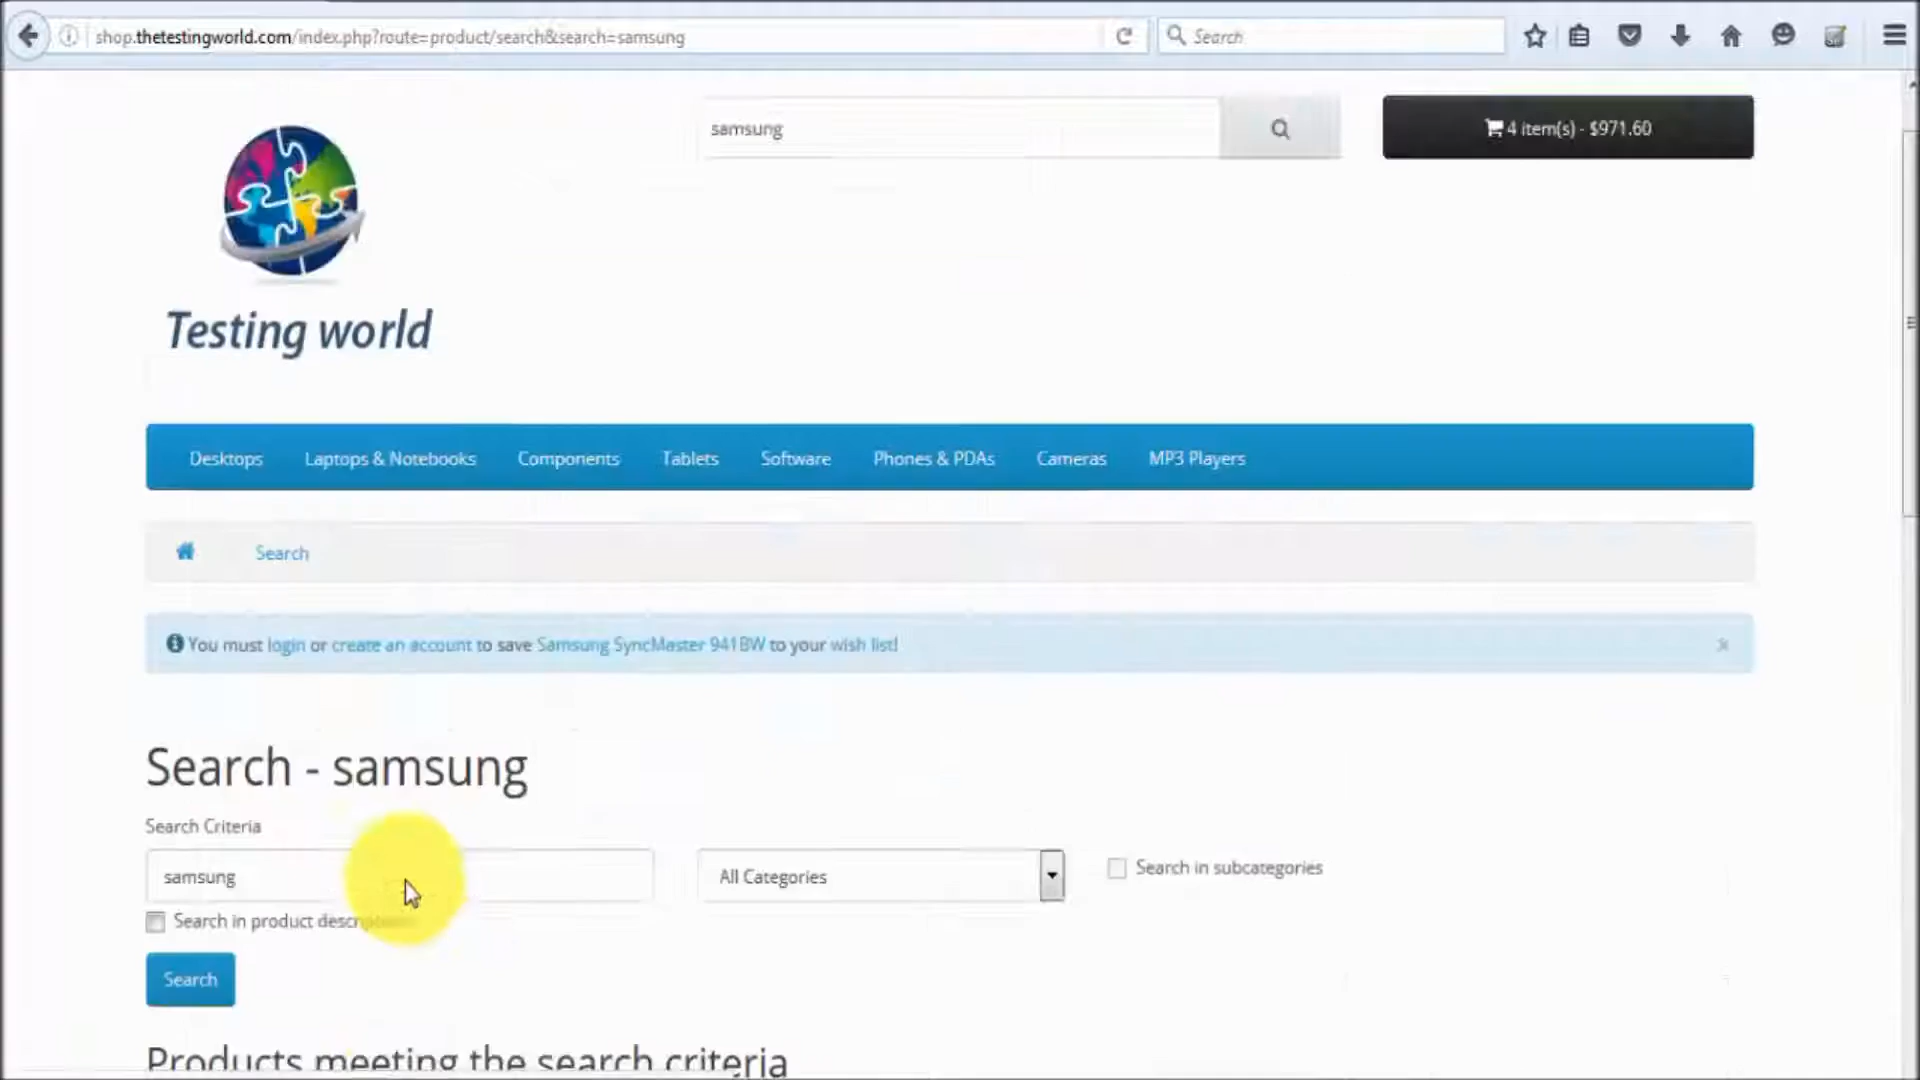 shop.thetestingworld.com/index.php?route=product/search&search=samsung
Search
samsung
4 item(s) - $971.60
Testing world
Desktops Laptops & Notebooks Components Tablets Software Phones & PDAs Cameras MP3 Players
Search
You must login or create an account to save Samsung SyncMaster 941BW to your wish list!
×
Search - samsung
Search Criteria
samsung
All Categories
Search in subcategories
Search in product descriptions
Search
Products meeting the search criteria